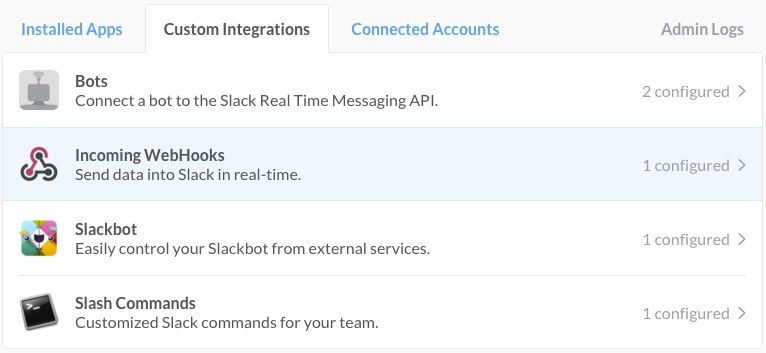 Installed Apps Custom Integrations Connected Accounts Admin Logs
Bots
Connect a bot to the Slack Real Time Messaging API.
2 configured
Incoming WebHooks
Send data into Slack in real-time.
1 configured
Slackbot
Easily control your Slackbot from external services.
1 configured
>_
Slash Commands
Customized Slack commands for your team.
1 configured